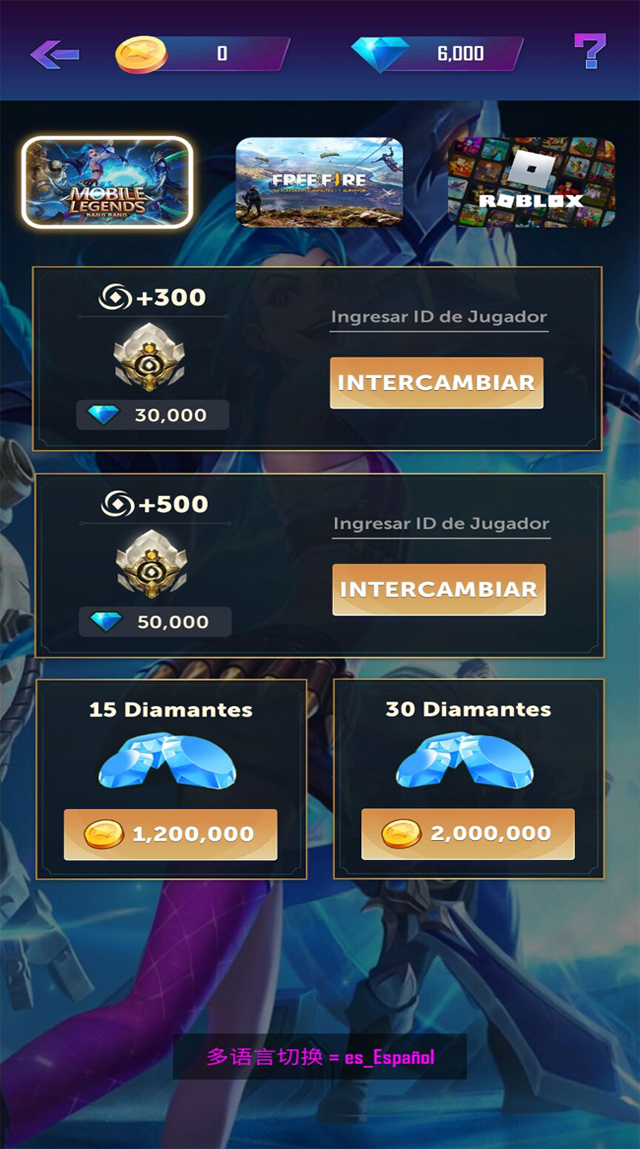 0
6,000
MOBILE LEGENDS
BANG BANG
FREE FIRE
ROBLOX
+300
30,000
Ingresar ID de Jugador
INTERCAMBIAR
+500
50,000
Ingresar ID de Jugador
INTERCAMBIAR
15 Diamantes
1,200,000
30 Diamantes
2,000,000
多语言切换 = es_Español